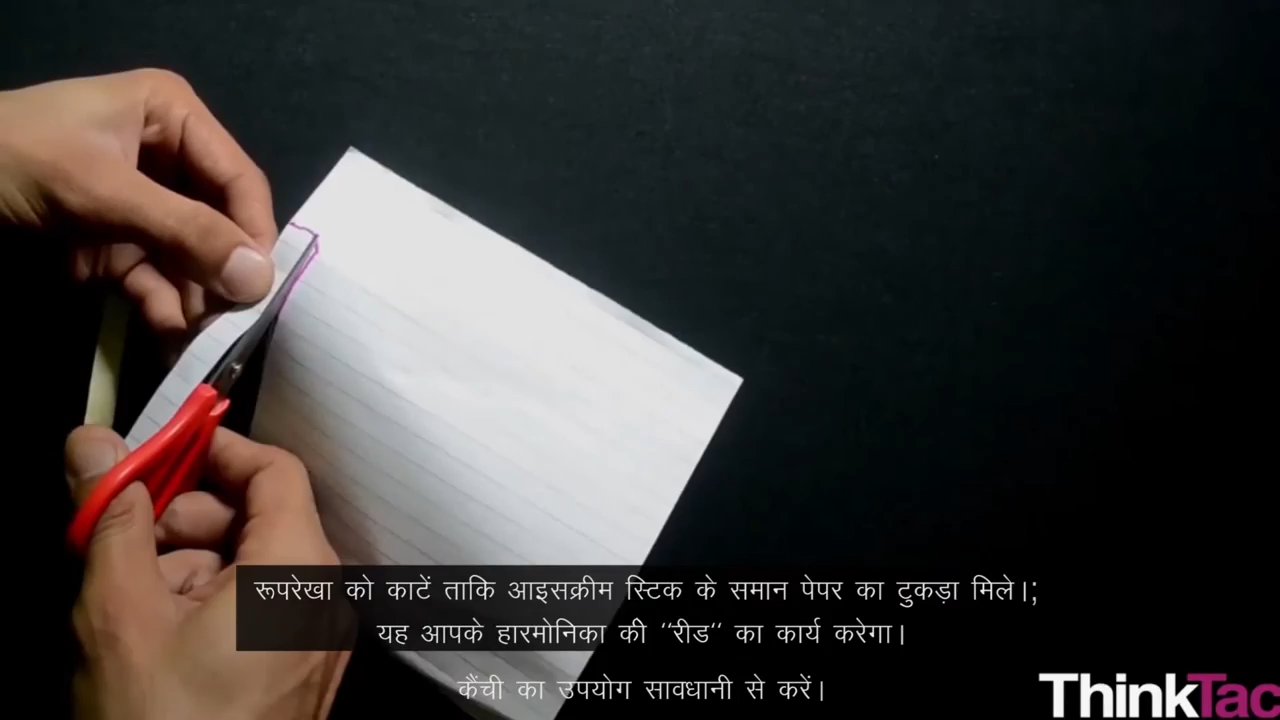 रूपरेखा को काटें ताकि आइसक्रीम स्टिक के समान पेपर का टुकड़ा मिले।;
यह आपके हारमोनिका की ‘‘रीड‘‘ का कार्य करेगा।
कैंची का उपयोग सावधानी से करें।
ThinkTac